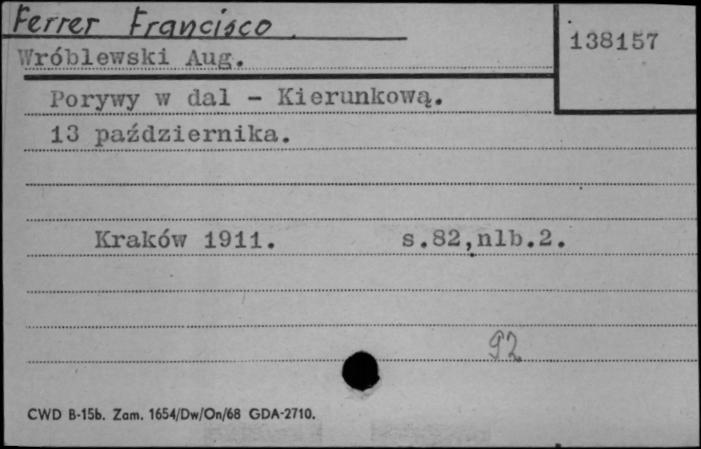 Ferrer Francisco.
138157
Wróblewski Aug.
Porywy w dal - Kierunkową.
13 października.
Kraków 1911. s.82,nlb.2.
92
CWD B-15b. Zam. 1654/Dw/On/68 GDA-2710.